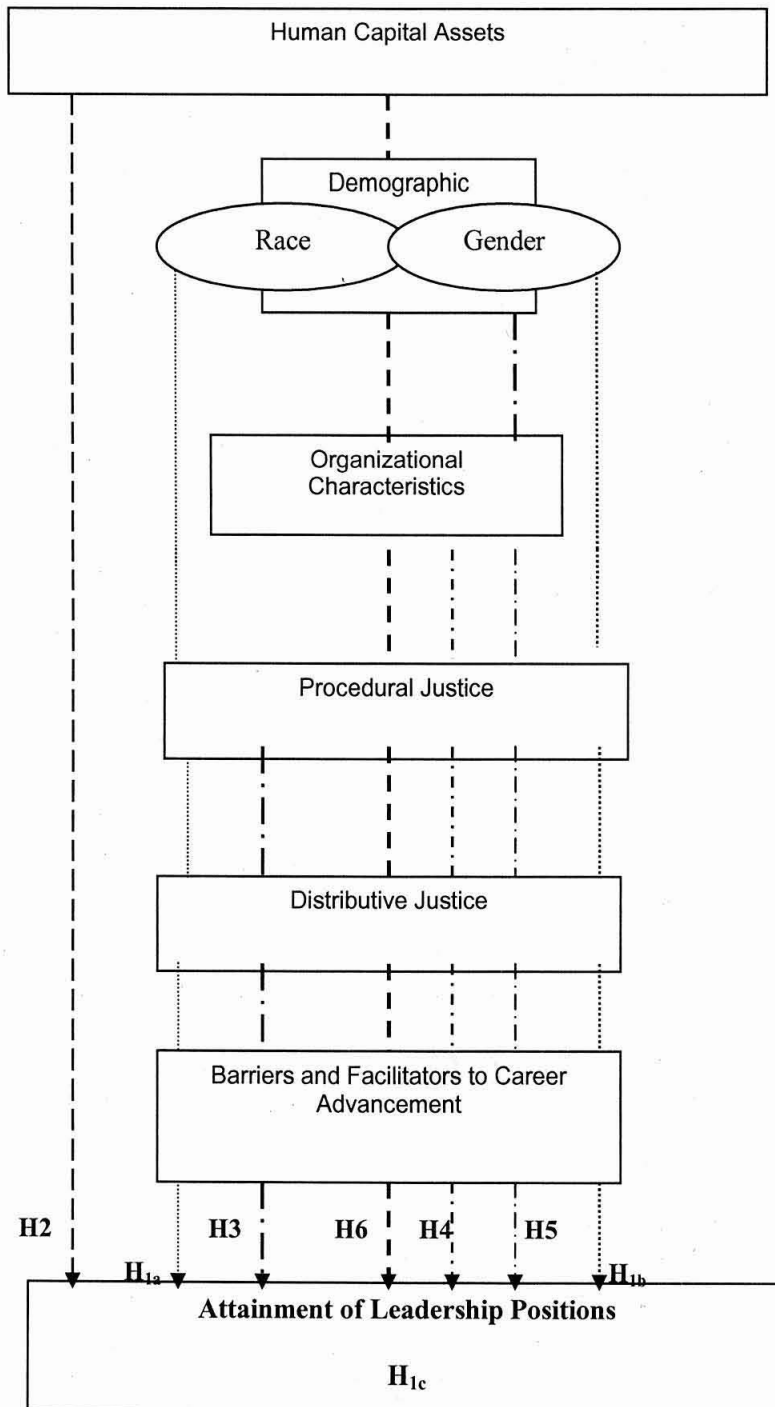 Human Capital Assets
Demographic
Race Gender
Organizational
Characteristics
Procedural Justice
Distributive Justice
Barriers and Facilitators to Career
Advancement
H2 H3 H6 H4 H5
H1a H1b
Attainment of Leadership Positions
H1c